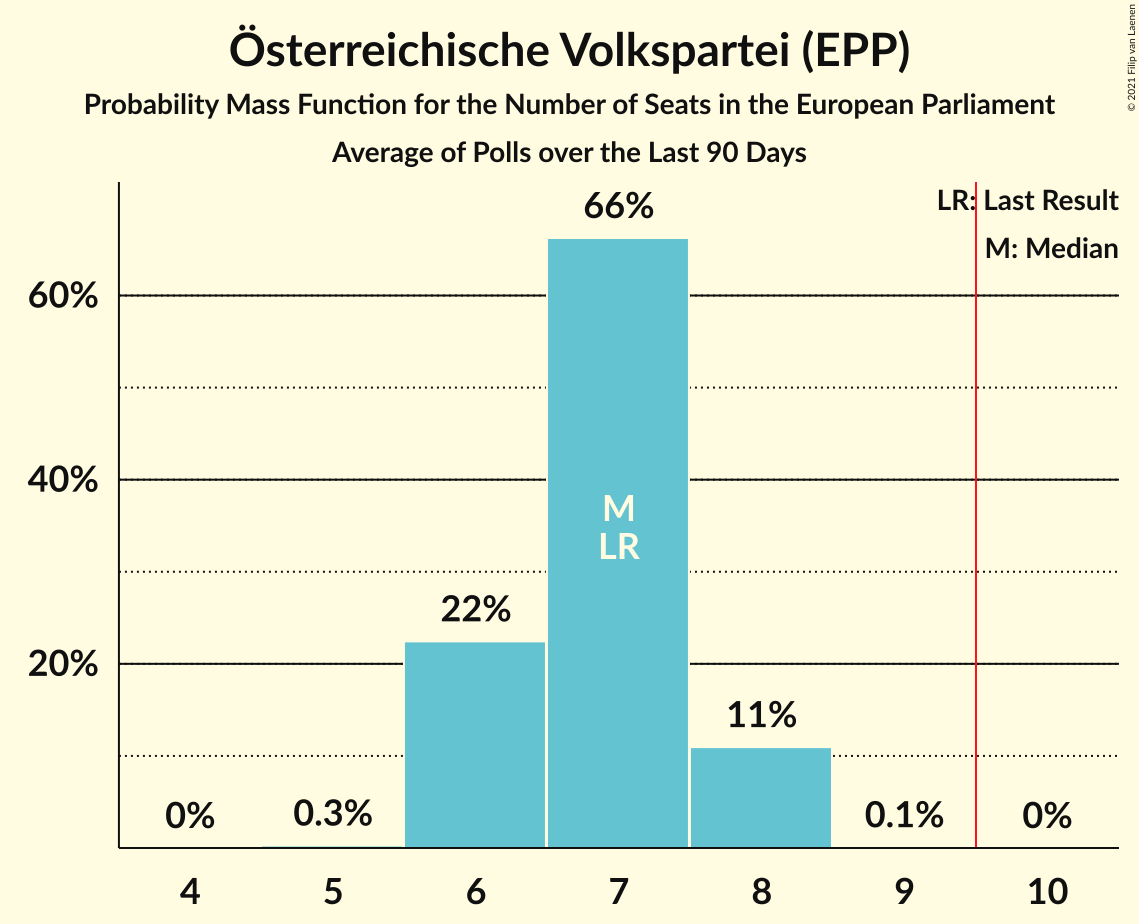 Österreichische Volkspartei (EPP)
Probability Mass Function for the Number of Seats in the European Parliament
Average of Polls over the Last 90 Days
© 2021 Filip van Laenen
LR: Last Result
M: Median
66%
60%
40%
M
LR
22%
20%
11%
0%
0.3%
0.1%
0%
4
5
6
7
8
9
10